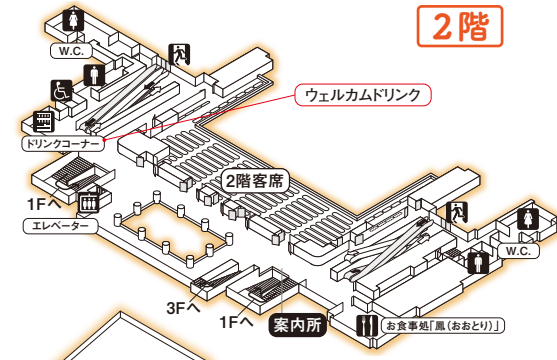 2階
W.C.
ウェルカムドリンク
ドリンクコーナー
2階客席
1Fへ
エレベーター
W.C.
3Fへ
1Fへ
案内所
お食事処「鳳(おおとり)」